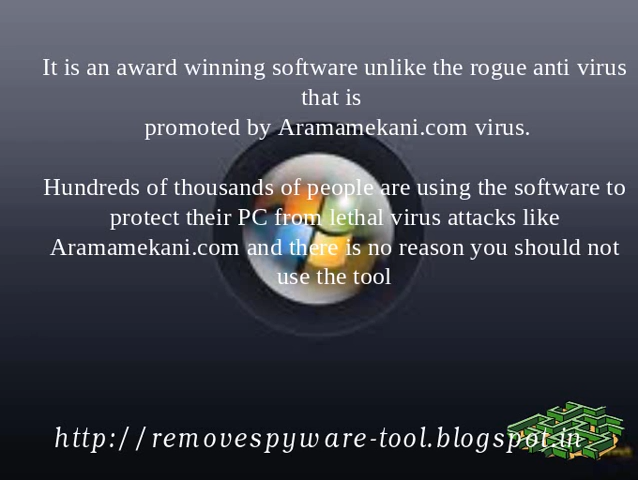 It is an award winning software unlike the rogue anti virus
that is
promoted by Aramamekani.com virus.
Hundreds of thousands of people are using the software to
protect their PC from lethal virus attacks like
Aramamekani.com and there is no reason you should not
use the tool
http://removespyware-tool.blogspot.in